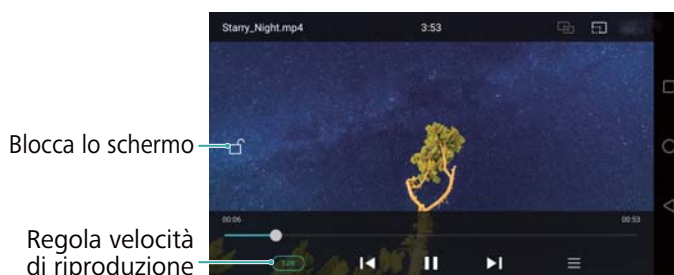 Starry_Night.mp4
3:53
Blocca lo schermo
00:06
00:53
Regola velocità
di riproduzione